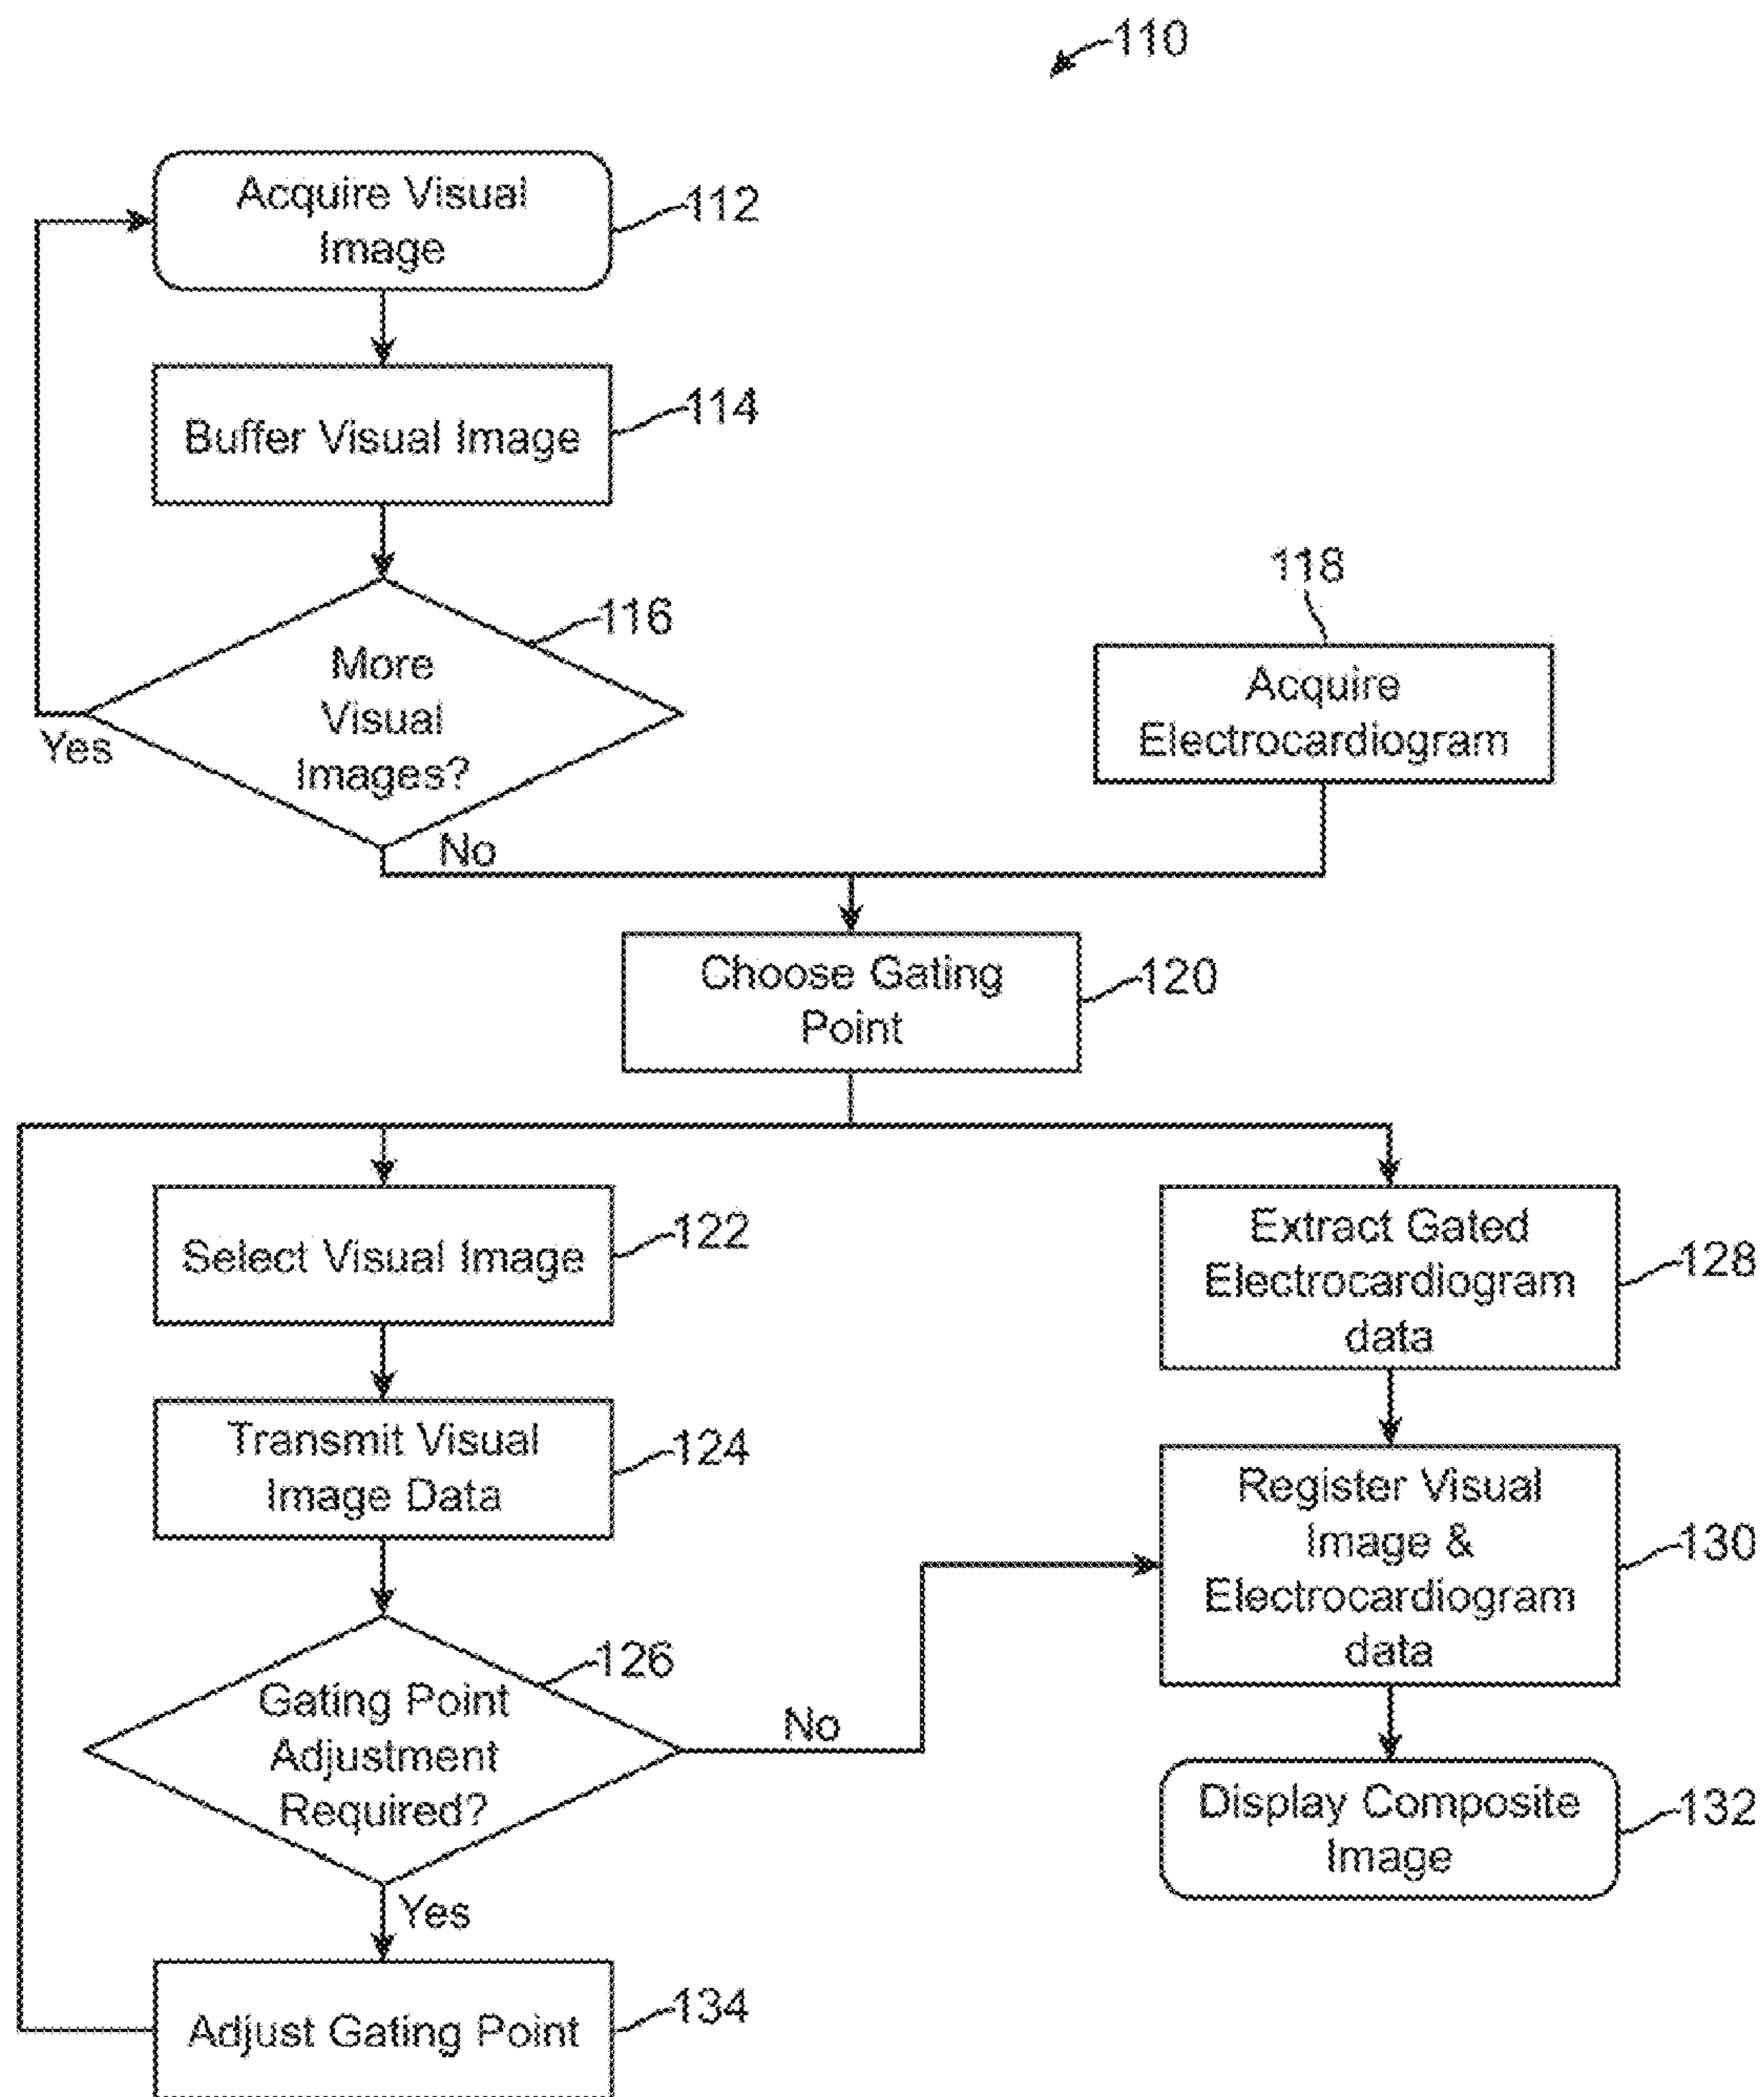 110
Acquire Visual
Image
112
Buffer Visual Image
114
116
More
Visual
Images?
Yes
No
118
Acquire
Electrocardiogram
Choose Gating
Point
120
Select Visual Image
122
Transmit Visual
Image Data
124
126
Gating Point
Adjustment
Required?
No
Yes
Adjust Gating Point
134
Extract Gated
Electrocardiogram
data
128
Register Visual
Image &
Electrocardiogram
data
130
Display Composite
Image
132